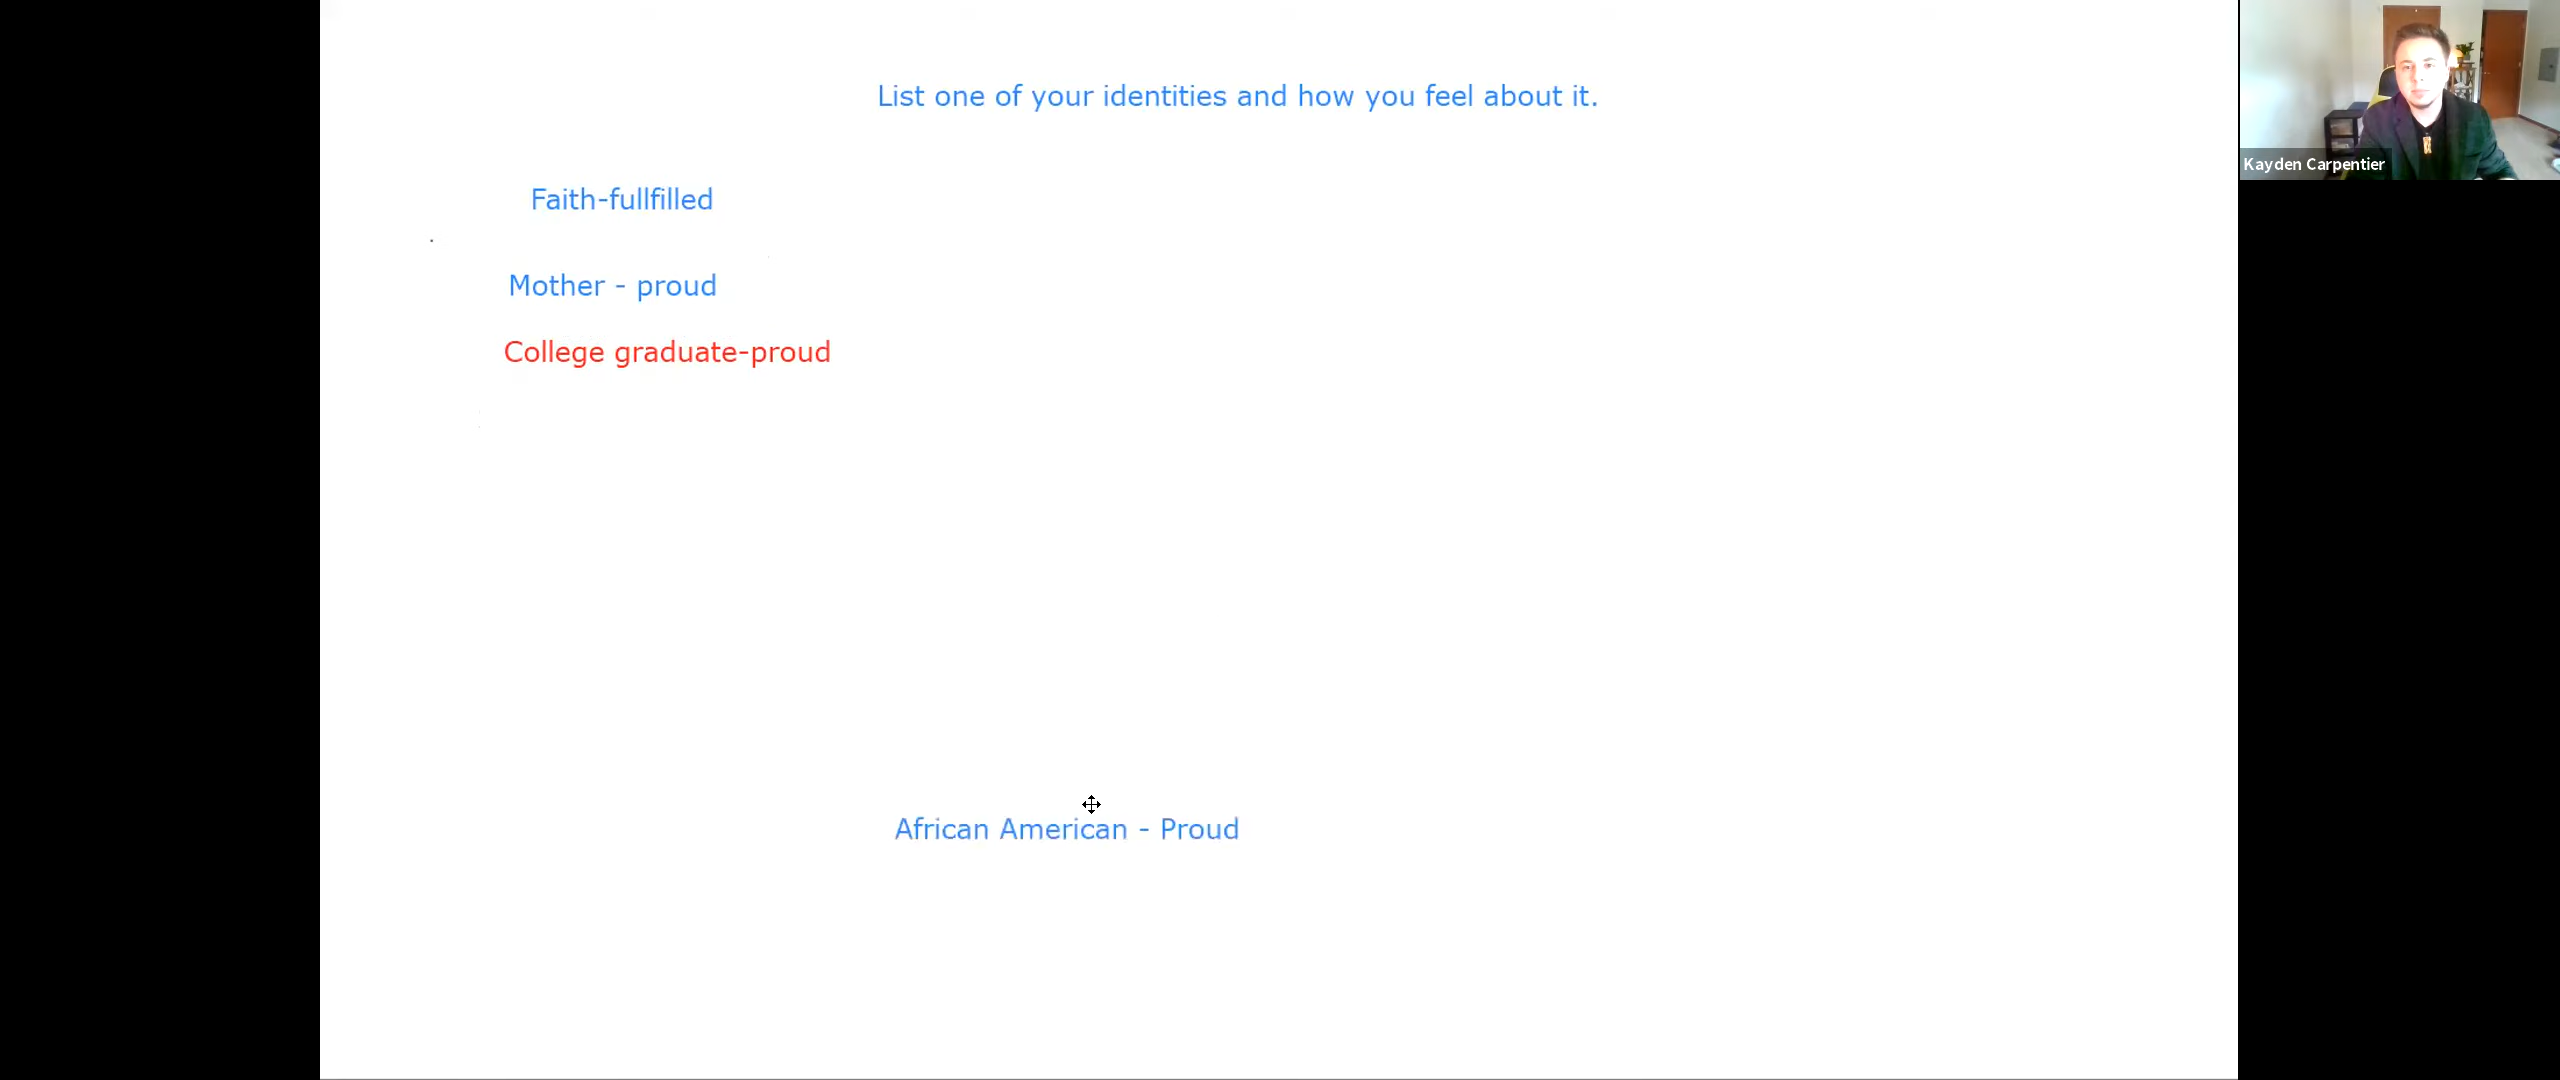 List one of your identities and how you feel about it.
Kayden Carpentier
Faith-fullfilled
Mother - proud
College graduate-proud
African American - Proud